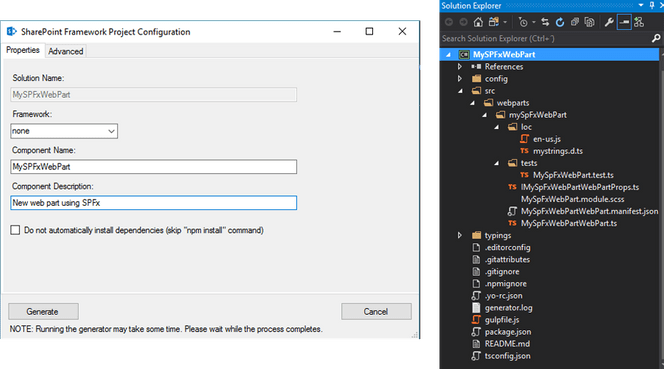 SharePoint Framework Project Configuration
Properties
Advanced
Solution Name:
MySPFxWebPart
Framework:
none
Component Name:
MySPFxWebPart
Component Description:
New web part using SPFx
Do not automatically install dependencies (skip "npm install" command)
Generate
Cancel
NOTE: Running the generator may take some time. Please wait while the process completes.
Solution Explorer
Search Solution Explorer (Ctrl+`)
MySPFxWebPart
References
config
src
webparts
mySpFxWebPart
loc
en-us.js
mystrings.d.ts
tests
MySpFxWebPart.test.ts
IMySpFxWebPartWebPartProps.ts
MySpFxWebPart.module.scss
MySpFxWebPartWebPart.manifest.json
MySpFxWebPartWebPart.ts
typings
.editorconfig
.gitattributes
.gitignore
.npmignore
.yo-rc.json
generator.log
gulpfile.js
package.json
README.md
tsconfig.json